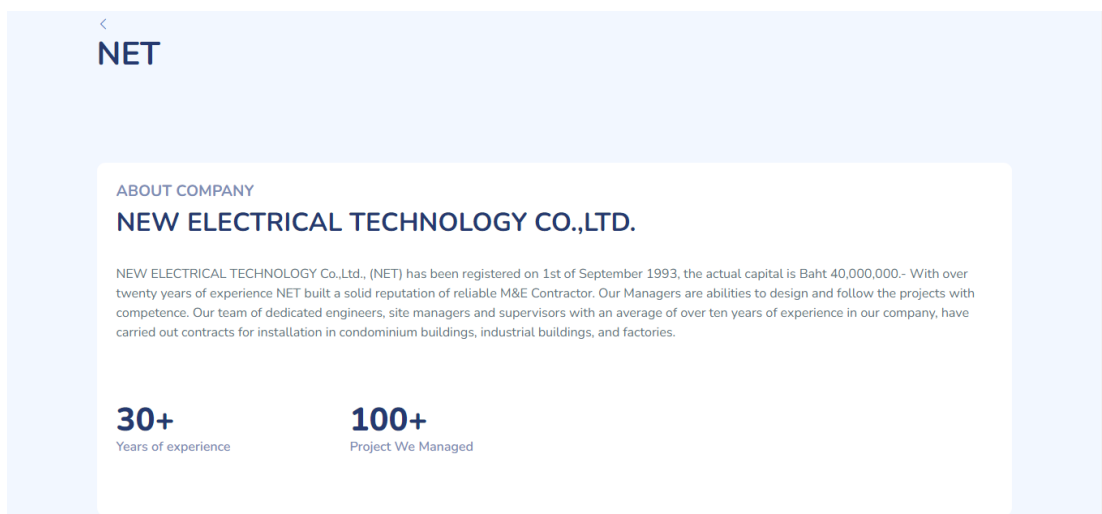 NET
ABOUT COMPANY
NEW ELECTRICAL TECHNOLOGY CO.,LTD.
NEW ELECTRICAL TECHNOLOGY Co.,Ltd., (NET) has been registered on 1st of September 1993, the actual capital is Baht 40,000,000.- With over
twenty years of experience NET built a solid reputation of reliable M&E Contractor. Our Managers are abilities to design and follow the projects with
competence. Our team of dedicated engineers, site managers and supervisors with an average of over ten years of experience in our company, have
carried out contracts for installation in condominium buildings, industrial buildings, and factories.
30+ 100+
Years of experience Project We Managed